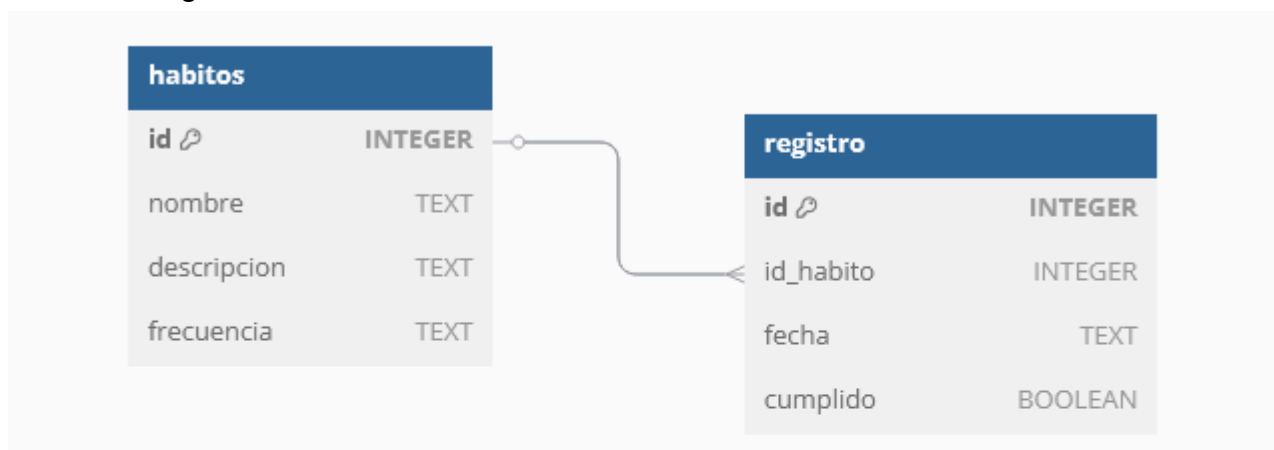 habitos
id INTEGER
nombre TEXT
descripcion TEXT
frecuencia TEXT
registro
id INTEGER
id_habito INTEGER
fecha TEXT
cumplido BOOLEAN